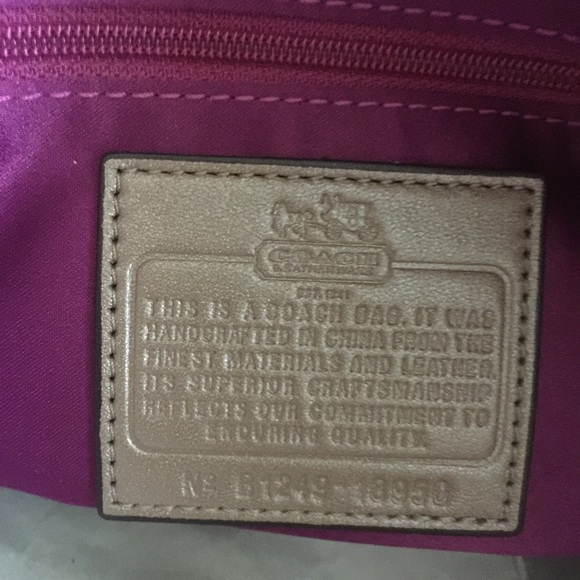 COACH
LEATHERWARE
EST. 1941
THIS IS A COACH BAG. IT WAS
HANDCRAFTED IN CHINA FROM THE
FINEST MATERIALS AND LEATHER.
ITS SUPERIOR CRAFTSMANSHIP
REFLECTS OUR COMMITMENT TO
ENDURING QUALITY.
Nº B1249-18990